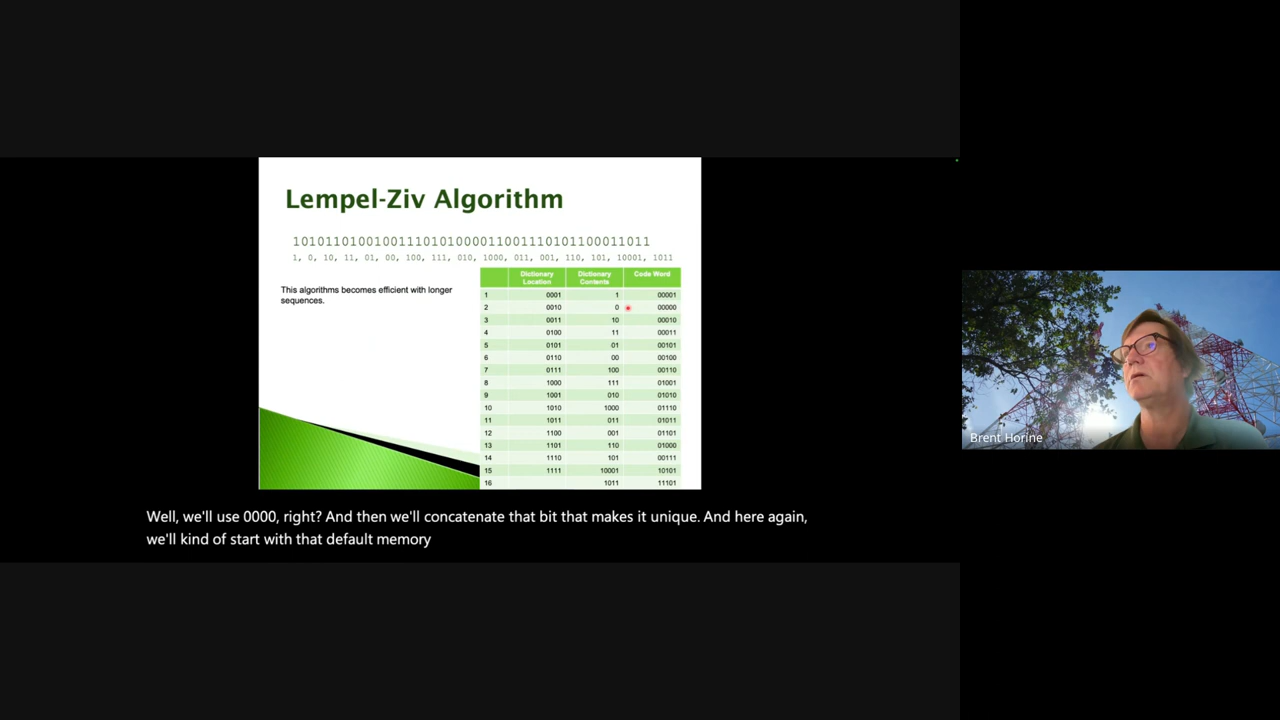 Lempel-Ziv Algorithm
101011010010011101010000110011101011000110​11
1, 0, 10, 11, 01, 00, 100, 111, 010, 1000, 011, 001, 110, 101, 10001, 1011
This algorithms becomes efficient with longer
sequences.
Dictionary Location Dictionary Contents Code Word
1 0001 1 00001
2 0010 0 00000
3 0011 10 00010
4 0100 11 00011
5 0101 01 00101
6 0110 00 00100
7 0111 100 00110
8 1000 111 01001
9 1001 010 01010
10 1010 1000 01110
11 1011 011 01011
12 1100 001 01101
13 1101 110 01000
14 1110 101 00111
15 1111 10001 10101
16 1011 11101
Brent Horine
Well, we'll use 0000, right? And then we'll concatenate that bit that makes it unique. And here again,
we'll kind of start with that default memory